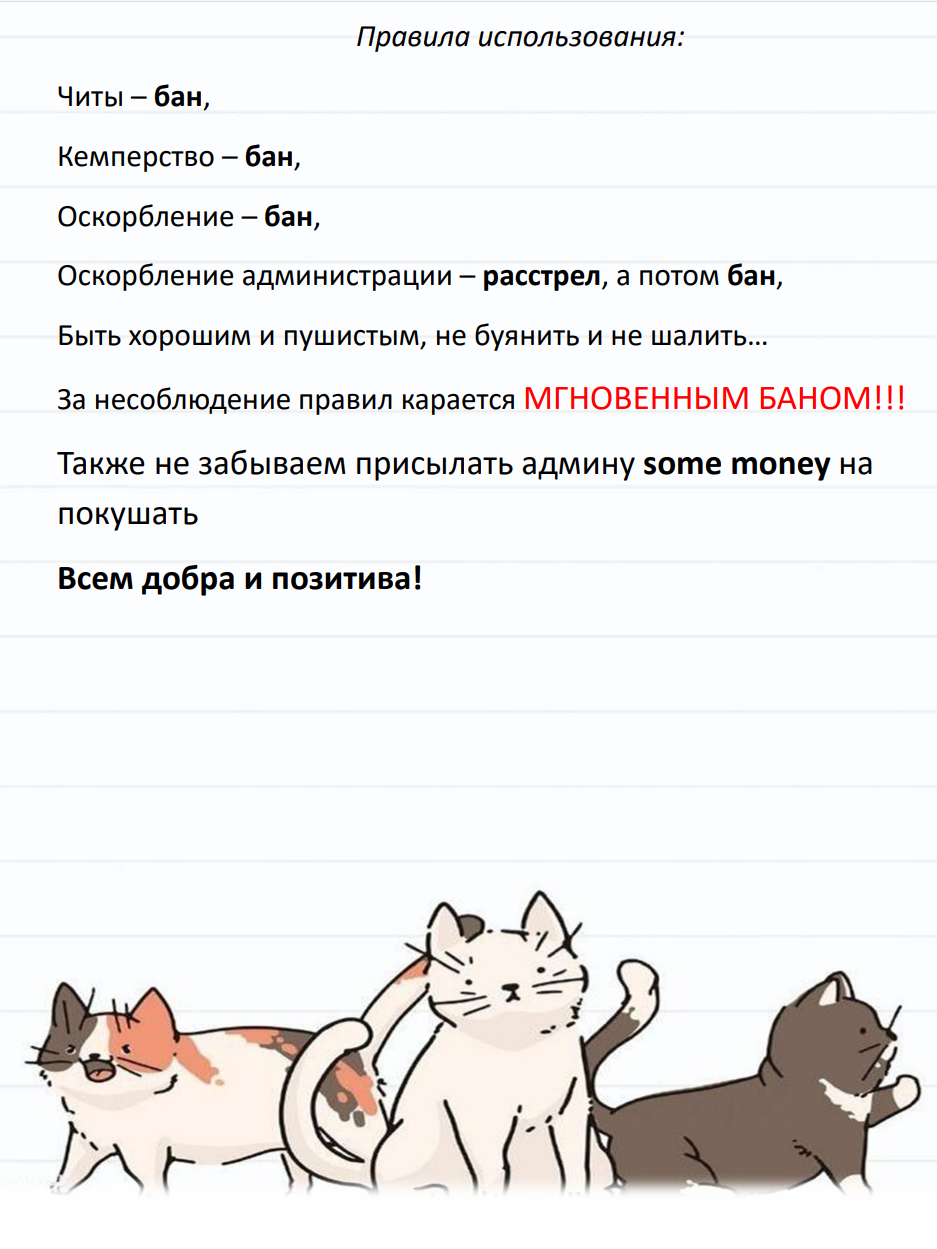 Правила использования:
Читы – бан,
Кемперство – бан,
Оскорбление – бан,
Оскорбление администрации – расстрел, а потом бан,
Быть хорошим и пушистым, не буянить и не шалить...
За несоблюдение правил карается МГНОВЕННЫМ БАНОМ!!!
Также не забываем присылать админу some money на
покушать
Всем добра и позитива!